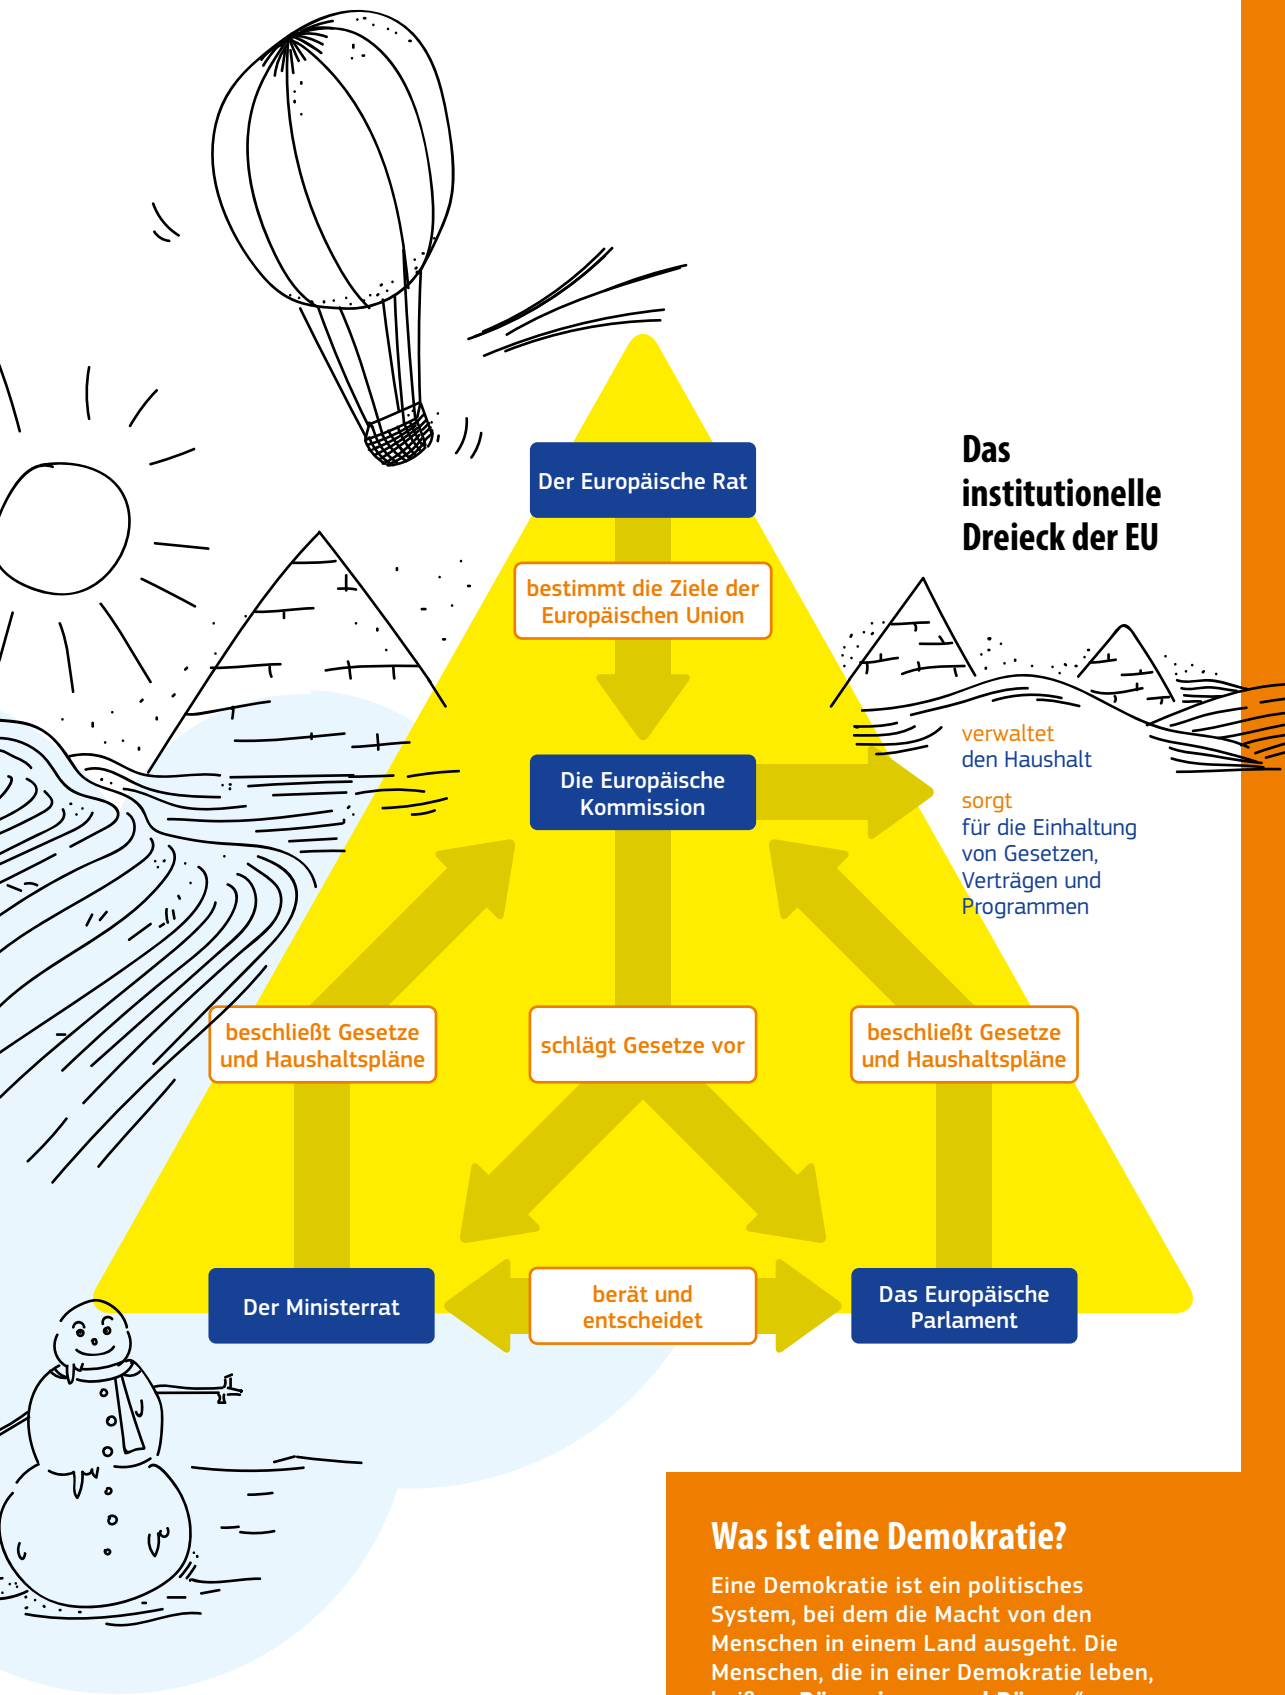 Das
institutionelle
Dreieck der EU
Der Europäische Rat
bestimmt die Ziele der
Europäischen Union
Die Europäische
Kommission
verwaltet
den Haushalt
sorgt
für die Einhaltung
von Gesetzen,
Verträgen und
Programmen
beschließt Gesetze
und Haushaltspläne
schlägt Gesetze vor
beschließt Gesetze
und Haushaltspläne
Der Ministerrat
berät und
entscheidet
Das Europäische
Parlament
Was ist eine Demokratie?
Eine Demokratie ist ein politisches
System, bei dem die Macht von den
Menschen in einem Land ausgeht. Die
Menschen, die in einer Demokratie leben,